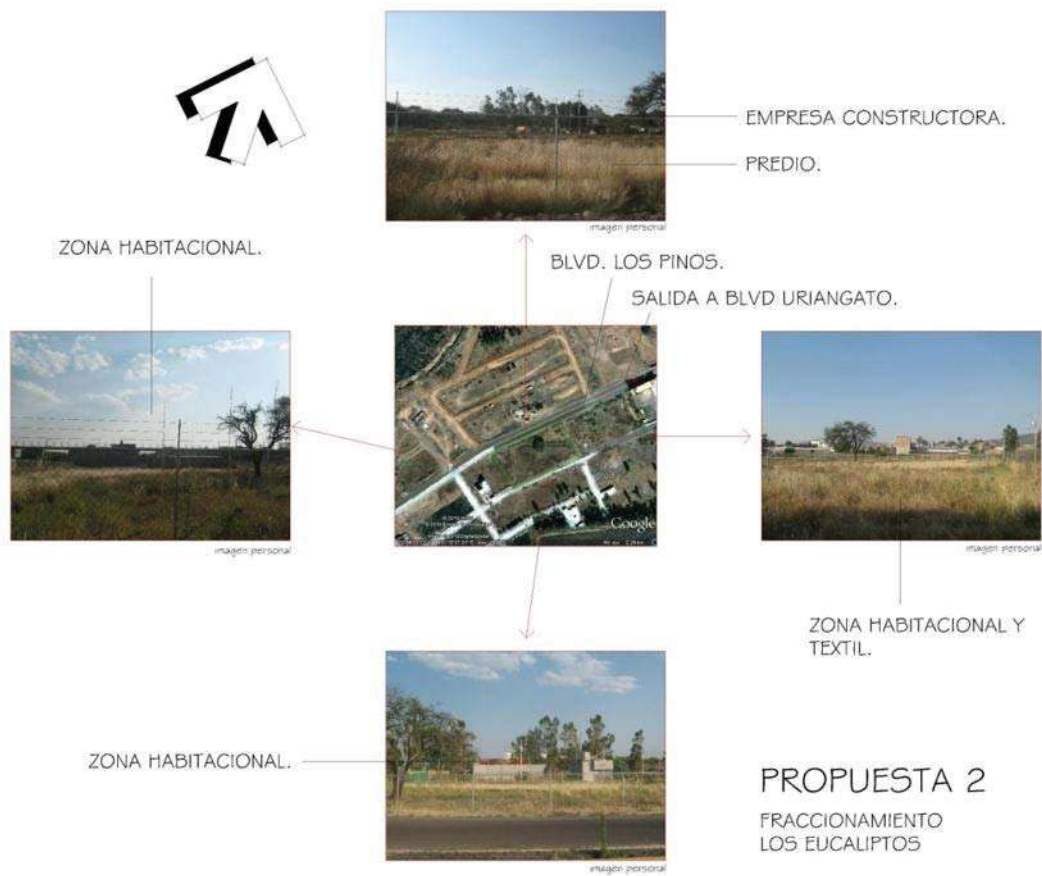 EMPRESA CONSTRUCTORA.
PREDIO.
imagen personal
ZONA HABITACIONAL.
BLVD. LOS PINOS.
SALIDA A BLVD URIANGATO.
Google
imagen personal
imagen personal
ZONA HABITACIONAL Y
TEXTIL.
ZONA HABITACIONAL.
imagen personal
PROPUESTA 2
FRACCIONAMIENTO
LOS EUCALIPTOS